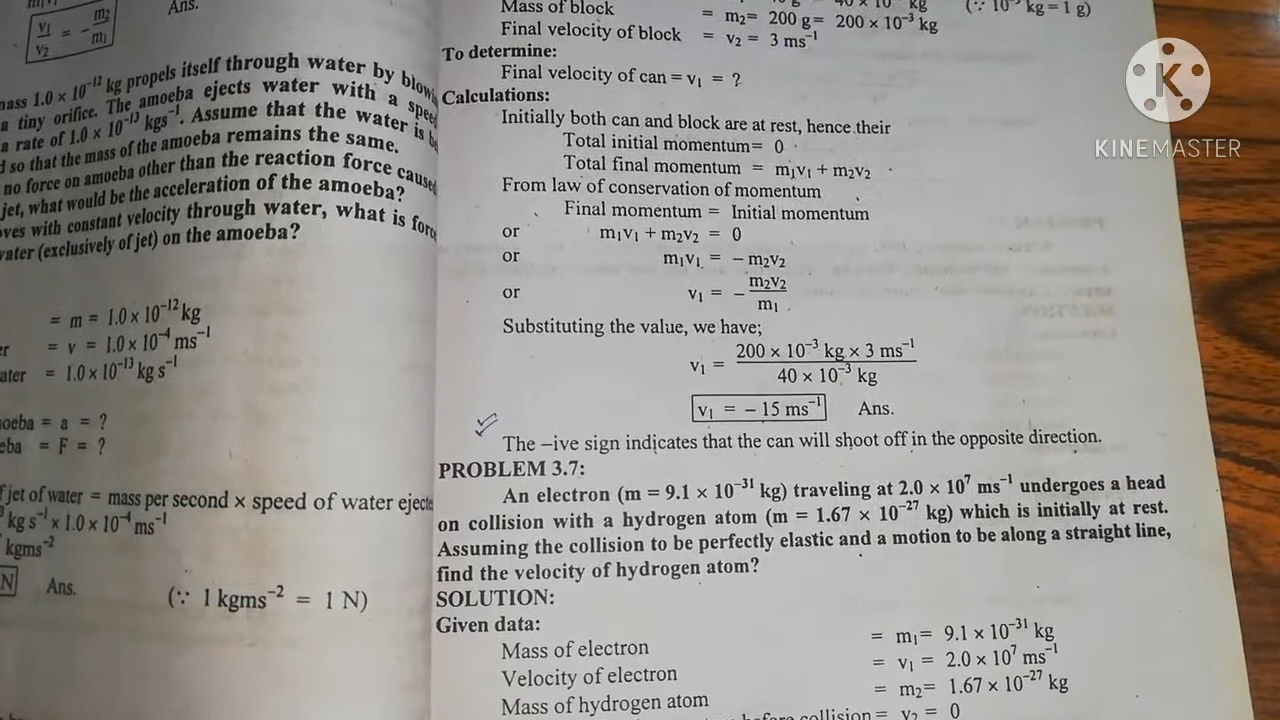 Ans.
v₁/v₂ = − m₂/m₁
mass 1.0 × 10⁻¹² kg propels itself through water by
a tiny orifice. The amoeba ejects water with a
a rate of 1.0 × 10⁻¹³ kgs⁻¹. Assume that the water is
so that the mass of the amoeba remains the same.
no force on amoeba other than the reaction force
jet, what would be the acceleration of the amoeba?
with constant velocity through water, what is
(exclusively of jet) on the amoeba?
= m = 1.0 × 10⁻¹² kg
= v = 1.0 × 10⁻⁴ ms⁻¹
= 1.0 × 10⁻¹³ kg s⁻¹
= a = ?
= F = ?
jet of water = mass per second × speed of water
kg s⁻¹ × 1.0 × 10⁻⁴ ms⁻¹
kgms⁻²
N Ans. (∵ 1 kgms⁻² = 1 N)
Mass of block = m₂= 200 g= 200 × 10⁻³ kg (∵ 10⁻³ kg = 1 g)
Final velocity of block = v₂ = 3 ms⁻¹
To determine:
Final velocity of can = v₁ = ?
Calculations:
Initially both can and block are at rest, hence their
Total initial momentum= 0
Total final momentum = m₁v₁ + m₂v₂
From law of conservation of momentum
Final momentum = Initial momentum
or m₁v₁ + m₂v₂ = 0
or m₁v₁ = − m₂v₂
or v₁ = − m₂v₂/m₁
Substituting the value, we have;
v₁ = 200 × 10⁻³ kg × 3 ms⁻¹ / 40 × 10⁻³ kg
v₁ = − 15 ms⁻¹ Ans.
The –ive sign indicates that the can will shoot off in the opposite direction.
PROBLEM 3.7:
An electron (m = 9.1 × 10⁻³¹ kg) traveling at 2.0 × 10⁷ ms⁻¹ undergoes a head
on collision with a hydrogen atom (m = 1.67 × 10⁻²⁷ kg) which is initially at rest.
Assuming the collision to be perfectly elastic and a motion to be along a straight line,
find the velocity of hydrogen atom?
SOLUTION:
Given data:
Mass of electron = m₁= 9.1 × 10⁻³¹ kg
Velocity of electron = v₁ = 2.0 × 10⁷ ms⁻¹
Mass of hydrogen atom = m₂= 1.67 × 10⁻²⁷ kg
before collision = v₂ = 0
K
KINEMASTER